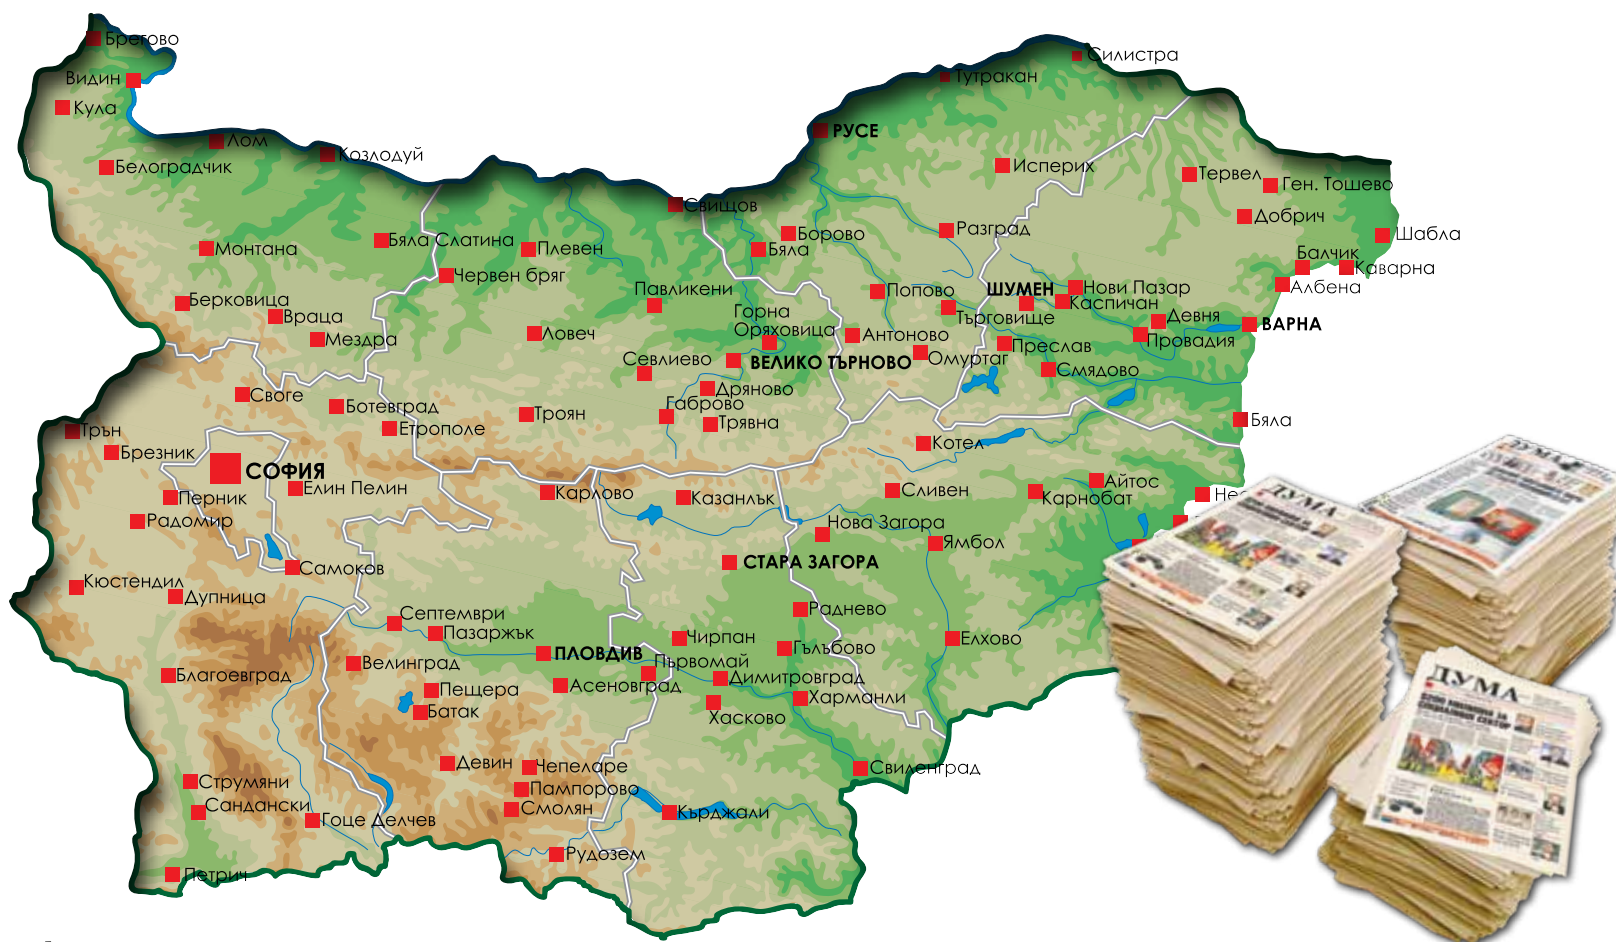 Брегово
Видин
Кула
Белоградчик
Лом
Козлодуй
Монтана
Бяла Слатина
Берковица
Враца
Мездра
Червен бряг
Плевен
Свищов
Павликени
Ловеч
Севлиево
Горна
Оряховица
ВЕЛИКО ТЪРНОВО
Дряново
Габрово
Трявна
Троян
Силистра
Тутракан
РУСЕ
Исперих
Тервел
Ген. Тошево
Добрич
Шабла
Балчик
Каварна
Албена
Разград
Борово
Бяла
Попово
ШУМЕН
Нови Пазар
Каспичан
Търговище
Девня
ВАРНА
Провадия
Антоново
Омуртаг
Преслав
Смядово
Бяла
Котел
Своге
Ботевград
Етрополе
Трън
Брезник
СОФИЯ
Елин Пелин
Перник
Радомир
Самоков
Кюстендил
Дупница
Карлово
Казанлък
Сливен
Карнобат
Айтос
Нова Загора
Ямбол
СТАРА ЗАГОРА
Раднево
Септември
Пазаржък
Чирпан
Гълъбово
Елхово
ПЛОВДИВ
Първомай
Велинград
Благоевград
Пещера
Асеновград
Димитровград
Харманли
Батак
Хасково
Девин
Чепеларе
Свиленград
Струмяни
Пампорово
Сандански
Смолян
Кърджали
Гоце Делчев
Рудозем
Петрич
ДУМА
ДУМА
ДУМА